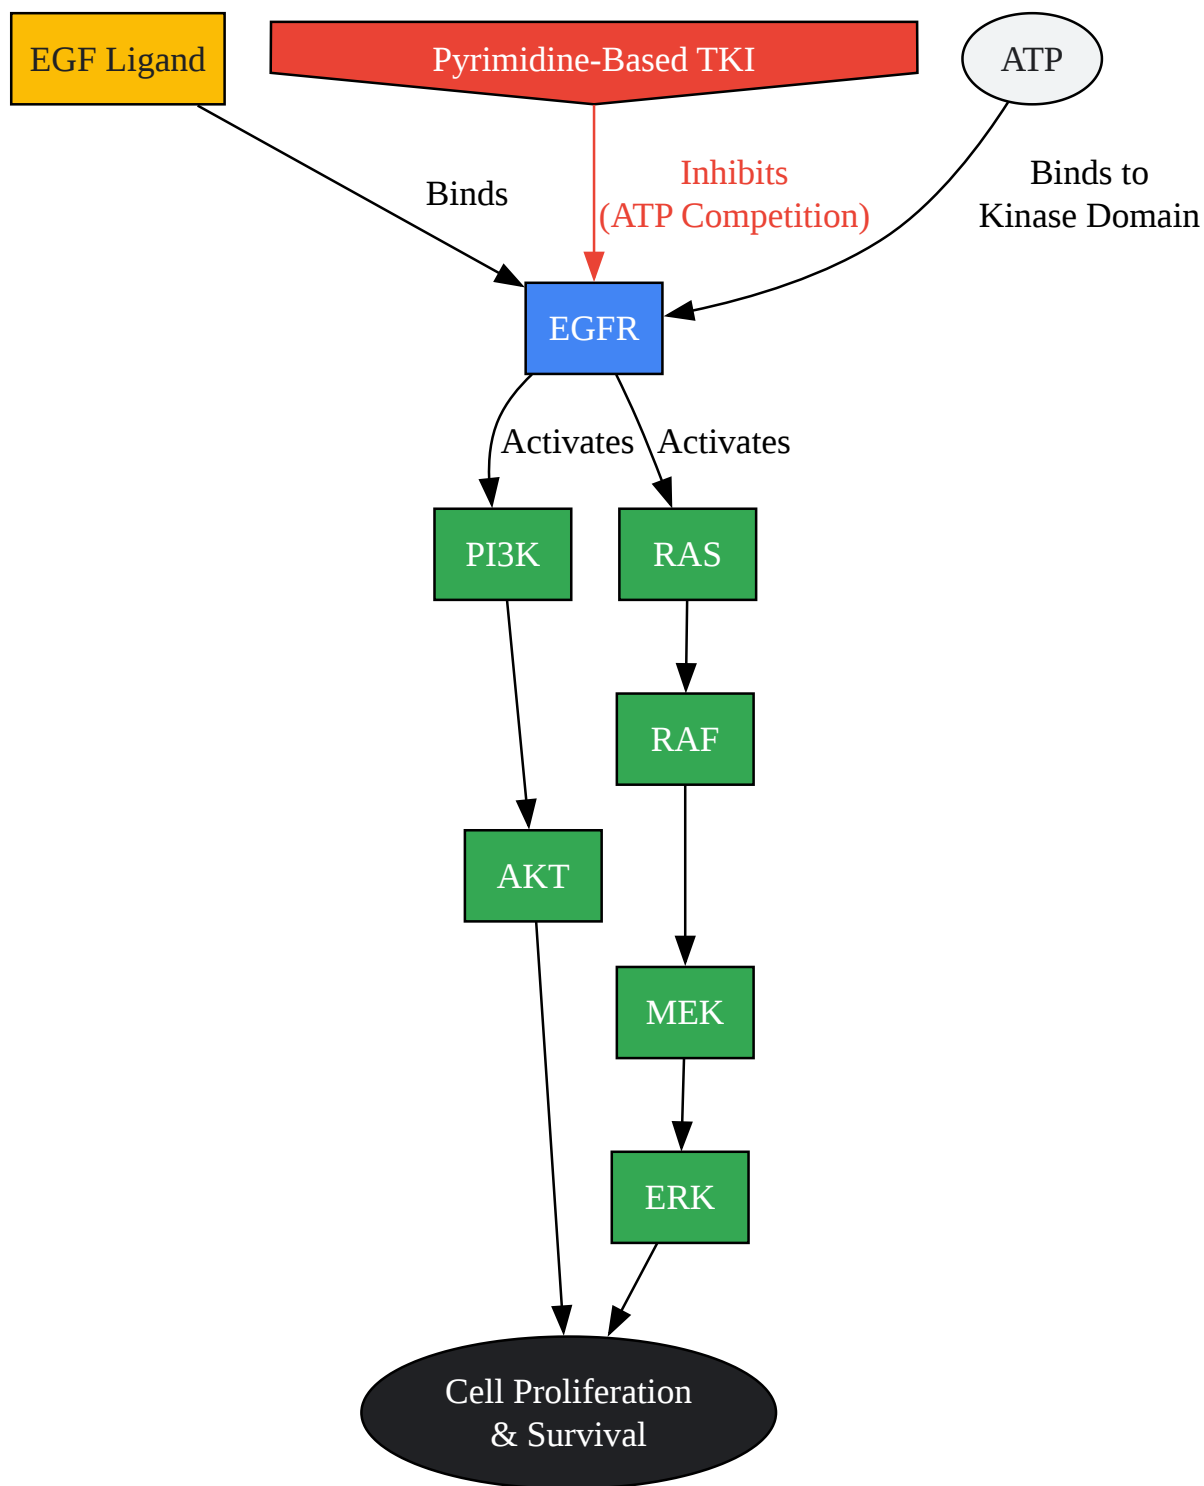 EGF Ligand
Pyrimidine-Based TKI
ATP
Binds
Inhibits
(ATP Competition)
Binds to
Kinase Domain
EGFR
Activates
Activates
PI3K
RAS
RAF
AKT
MEK
ERK
Cell Proliferation
& Survival